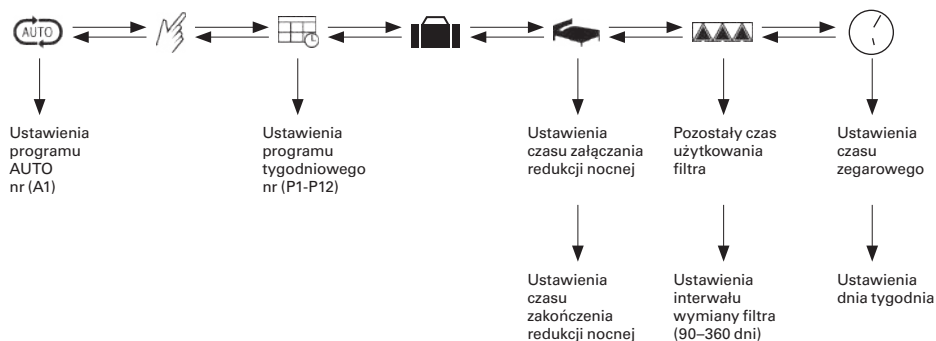 AUTO
Ustawienia
programu
AUTO
nr (A1)
Ustawienia
programu
tygodniowego
nr (P1-P12)
Ustawienia
czasu załączania
redukcji nocnej
Pozostały czas
użytkowania
filtra
Ustawienia
czasu
zegarowego
Ustawienia
czasu
zakończenia
redukcji nocnej
Ustawienia
interwału
wymiany filtra
(90–360 dni)
Ustawienia
dnia tygodnia